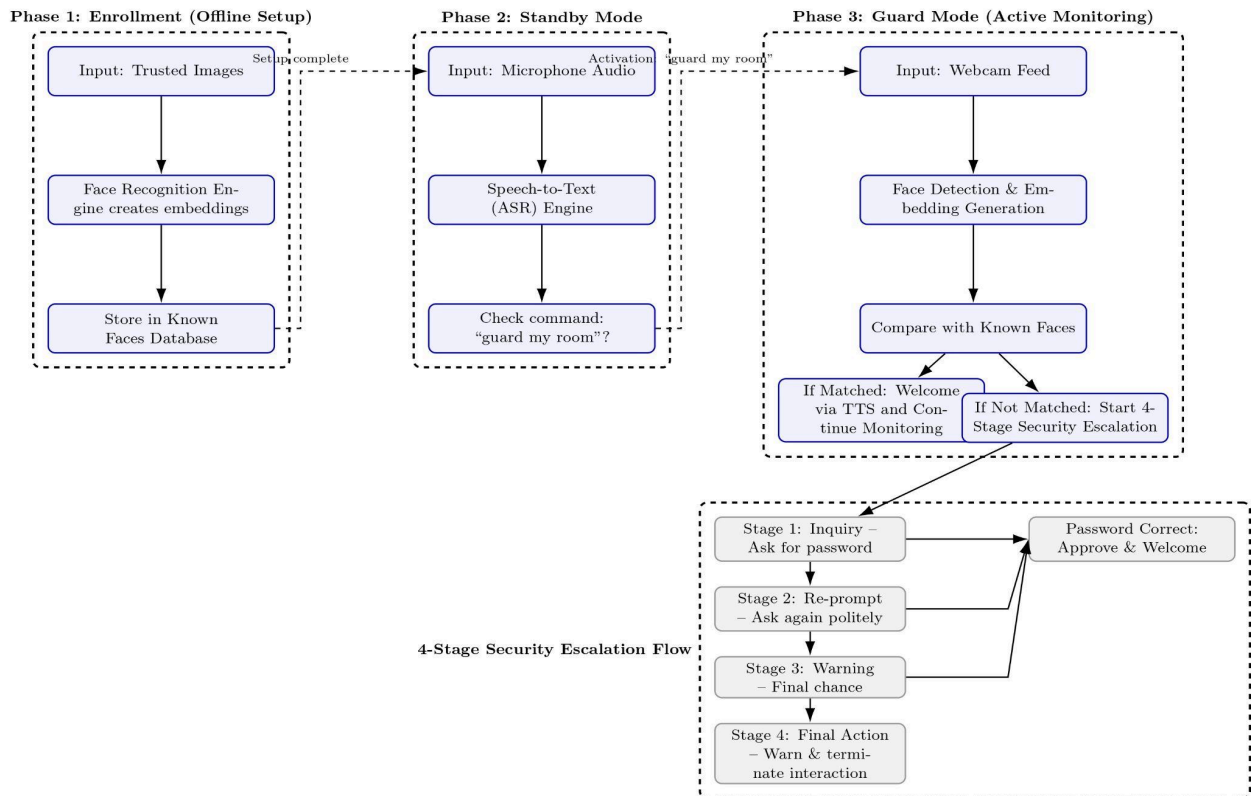 Phase 1: Enrollment (Offline Setup)
Input: Trusted Images
Face Recognition En-
gine creates embeddings
Store in Known
Faces Database
Setup complete
Phase 2: Standby Mode
Input: Microphone Audio
Speech-to-Text
(ASR) Engine
Check command:
“guard my room”?
Activation: “guard my room”
Phase 3: Guard Mode (Active Monitoring)
Input: Webcam Feed
Face Detection & Em-
bedding Generation
Compare with Known Faces
If Matched: Welcome
via TTS and Con-
tinue Monitoring
If Not Matched: Start 4-
Stage Security Escalation
4-Stage Security Escalation Flow
Stage 1: Inquiry –
Ask for password
Stage 2: Re-prompt
– Ask again politely
Stage 3: Warning
– Final chance
Stage 4: Final Action
– Warn & termi-
nate interaction
Password Correct:
Approve & Welcome